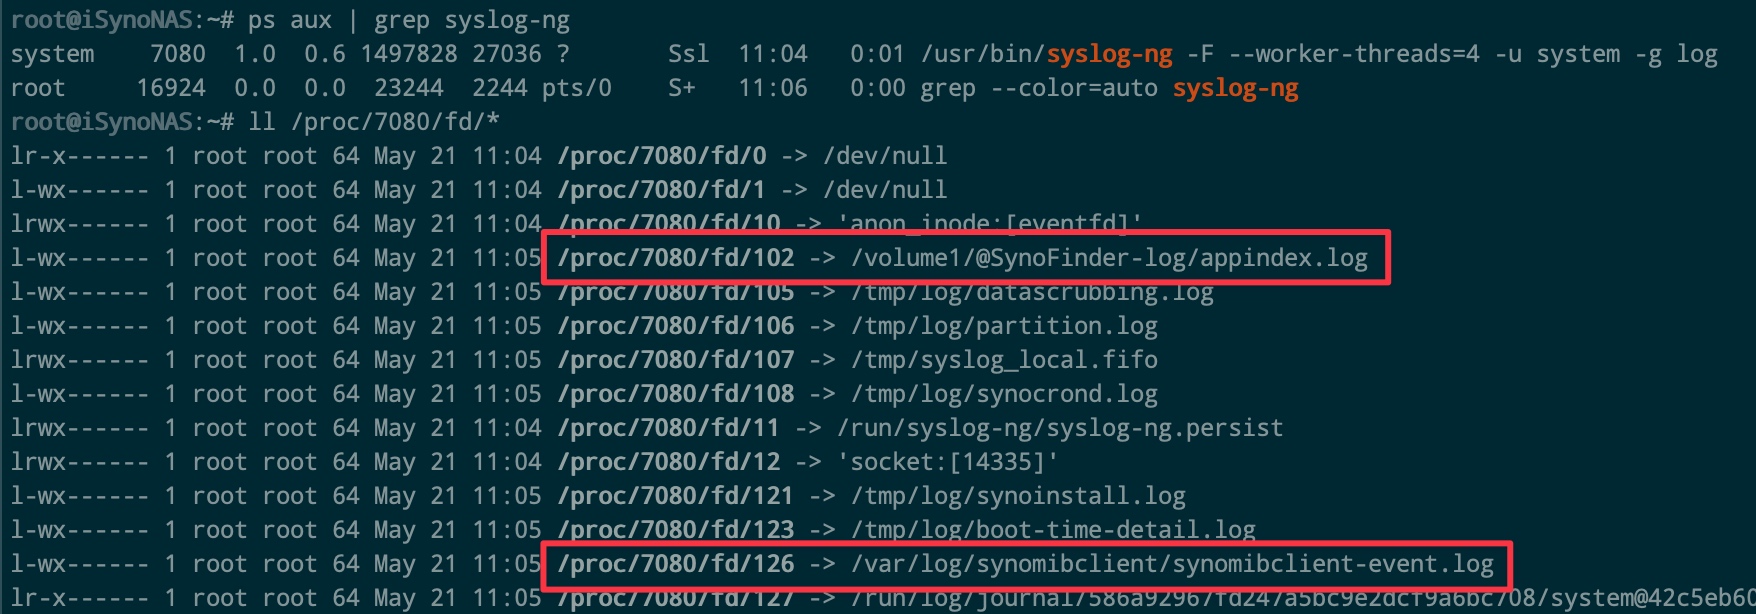 root@iSynoNAS:~# ps aux | grep syslog-ng
system    7080  1.0  0.6 1497828 27036 ?       Ssl  11:04   0:01 /usr/bin/syslog-ng -F --worker-threads=4 -u system -g log
root     16924  0.0  0.0  23244  2244 pts/0    S+   11:06   0:00 grep --color=auto syslog-ng
root@iSynoNAS:~# ll /proc/7080/fd/*
lr-x------ 1 root root 64 May 21 11:04 /proc/7080/fd/0 -> /dev/null
l-wx------ 1 root root 64 May 21 11:04 /proc/7080/fd/1 -> /dev/null
lrwx------ 1 root root 64 May 21 11:04 /proc/7080/fd/10 -> 'anon_inode:[eventfd]'
l-wx------ 1 root root 64 May 21 11:05 /proc/7080/fd/102 -> /volume1/@SynoFinder-log/appindex.log
l-wx------ 1 root root 64 May 21 11:05 /proc/7080/fd/105 -> /tmp/log/datascrubbing.log
l-wx------ 1 root root 64 May 21 11:05 /proc/7080/fd/106 -> /tmp/log/partition.log
lrwx------ 1 root root 64 May 21 11:05 /proc/7080/fd/107 -> /tmp/syslog_local.fifo
l-wx------ 1 root root 64 May 21 11:05 /proc/7080/fd/108 -> /tmp/log/synocrond.log
lrwx------ 1 root root 64 May 21 11:04 /proc/7080/fd/11 -> /run/syslog-ng/syslog-ng.persist
lrwx------ 1 root root 64 May 21 11:04 /proc/7080/fd/12 -> 'socket:[14335]'
l-wx------ 1 root root 64 May 21 11:05 /proc/7080/fd/121 -> /tmp/log/synoinstall.log
l-wx------ 1 root root 64 May 21 11:05 /proc/7080/fd/123 -> /tmp/log/boot-time-detail.log
l-wx------ 1 root root 64 May 21 11:05 /proc/7080/fd/126 -> /var/log/synomibclient/synomibclient-event.log
lr-x------ 1 root root 64 May 21 11:05 /proc/7080/fd/127 -> /run/log/journal/586a92967fd247a5bc9e2dcf9a6bc708/system@42c5eb60